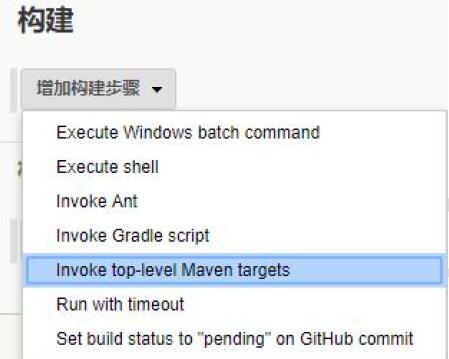 构建
增加构建步骤
Execute Windows batch command
Execute shell
Invoke Ant
Invoke Gradle script
Invoke top-level Maven targets
Run with timeout
Set build status to "pending" on GitHub commit